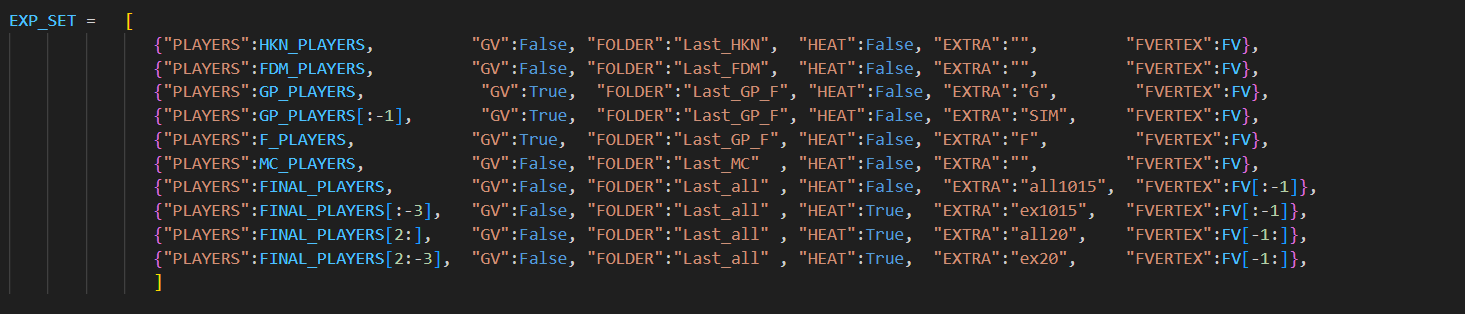 EXP_SET =   [
{"PLAYERS":HKN_PLAYERS,          "GV":False, "FOLDER":"Last_HKN",  "HEAT":False, "EXTRA":"",         "FVERTEX":FV},
{"PLAYERS":FDM_PLAYERS,          "GV":False, "FOLDER":"Last_FDM",  "HEAT":False, "EXTRA":"",         "FVERTEX":FV},
{"PLAYERS":GP_PLAYERS,            "GV":True,  "FOLDER":"Last_GP_F", "HEAT":False, "EXTRA":"G",         "FVERTEX":FV},
{"PLAYERS":GP_PLAYERS[:-1],       "GV":True,  "FOLDER":"Last_GP_F", "HEAT":False, "EXTRA":"SIM",      "FVERTEX":FV},
{"PLAYERS":F_PLAYERS,            "GV":True,  "FOLDER":"Last_GP_F", "HEAT":False, "EXTRA":"F",         "FVERTEX":FV},
{"PLAYERS":MC_PLAYERS,           "GV":False, "FOLDER":"Last_MC"  , "HEAT":False, "EXTRA":"",         "FVERTEX":FV},
{"PLAYERS":FINAL_PLAYERS,        "GV":False, "FOLDER":"Last_all" , "HEAT":False,  "EXTRA":"all1015",  "FVERTEX":FV[:-1]},
{"PLAYERS":FINAL_PLAYERS[:-3],   "GV":False, "FOLDER":"Last_all" , "HEAT":True,  "EXTRA":"ex1015",   "FVERTEX":FV[:-1]},
{"PLAYERS":FINAL_PLAYERS[2:],    "GV":False, "FOLDER":"Last_all" , "HEAT":True,  "EXTRA":"all20",    "FVERTEX":FV[-1:]},
{"PLAYERS":FINAL_PLAYERS[2:-3],  "GV":False, "FOLDER":"Last_all" , "HEAT":True,  "EXTRA":"ex20",     "FVERTEX":FV[-1:]},
]